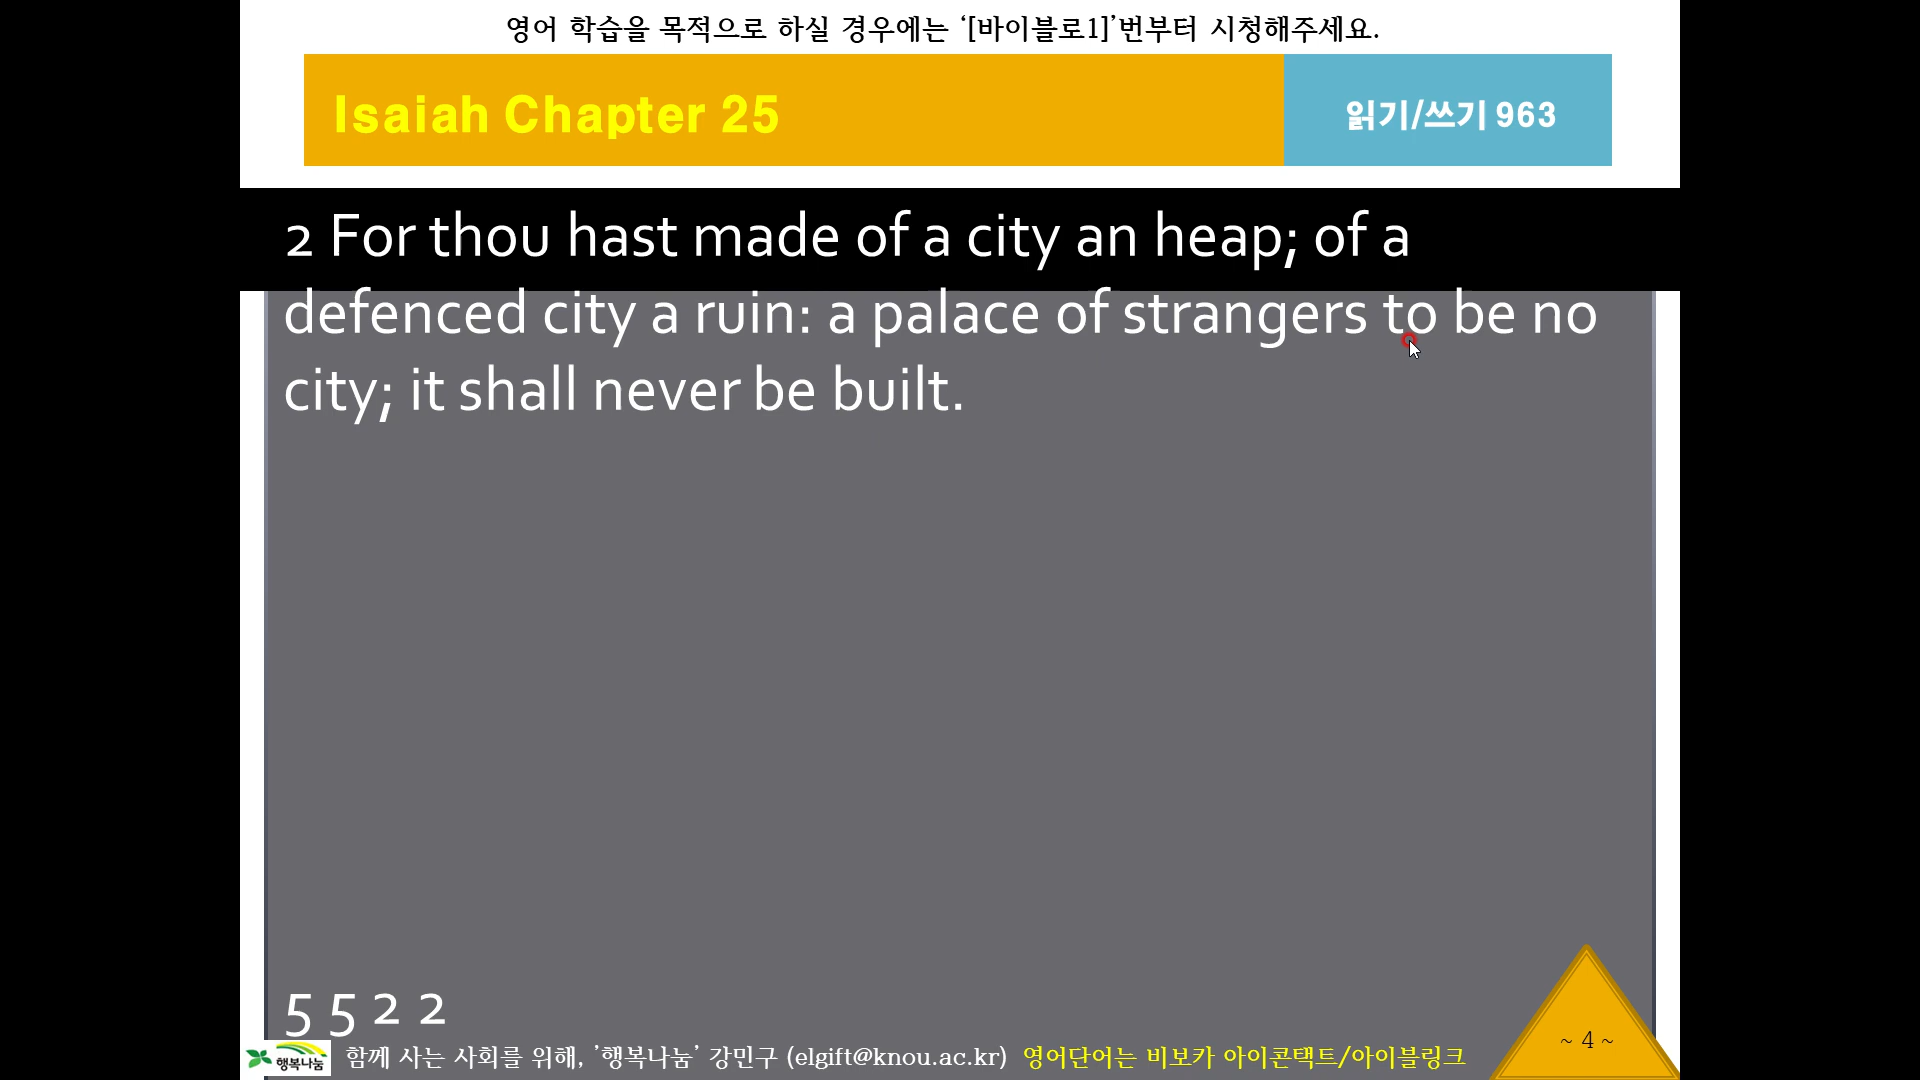 영어 학습을 목적으로 하실 경우에는 ‘[바이블로1]’번부터 시청해주세요.
Isaiah Chapter 25
읽기/쓰기 963
2 For thou hast made of a city an heap; of a
defenced city a ruin: a palace of strangers to be no
city; it shall never be built.
5 5 2 2
~ 4 ~
행복나눔
함께 사는 사회를 위해, ’행복나눔’ 강민구 (elgift@knou.ac.kr) 영어단어는 비보카 아이콘택트/아이블링크